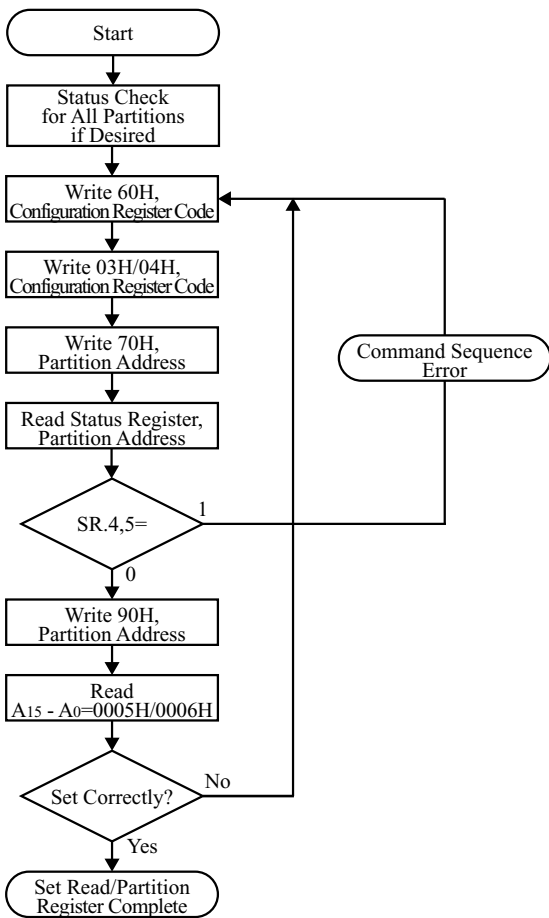 Start
Status Check
for All Partitions
if Desired
Write 60H,
Configuration Register Code
Write 03H/04H,
Configuration Register Code
Write 70H,
Partition Address
Command Sequence
Error
Read Status Register,
Partition Address
SR.4,5=
1
0
Write 90H,
Partition Address
Read
A15 - A0=0005H/0006H
Set Correctly?
No
Yes
Set Read/Partition
Register Complete